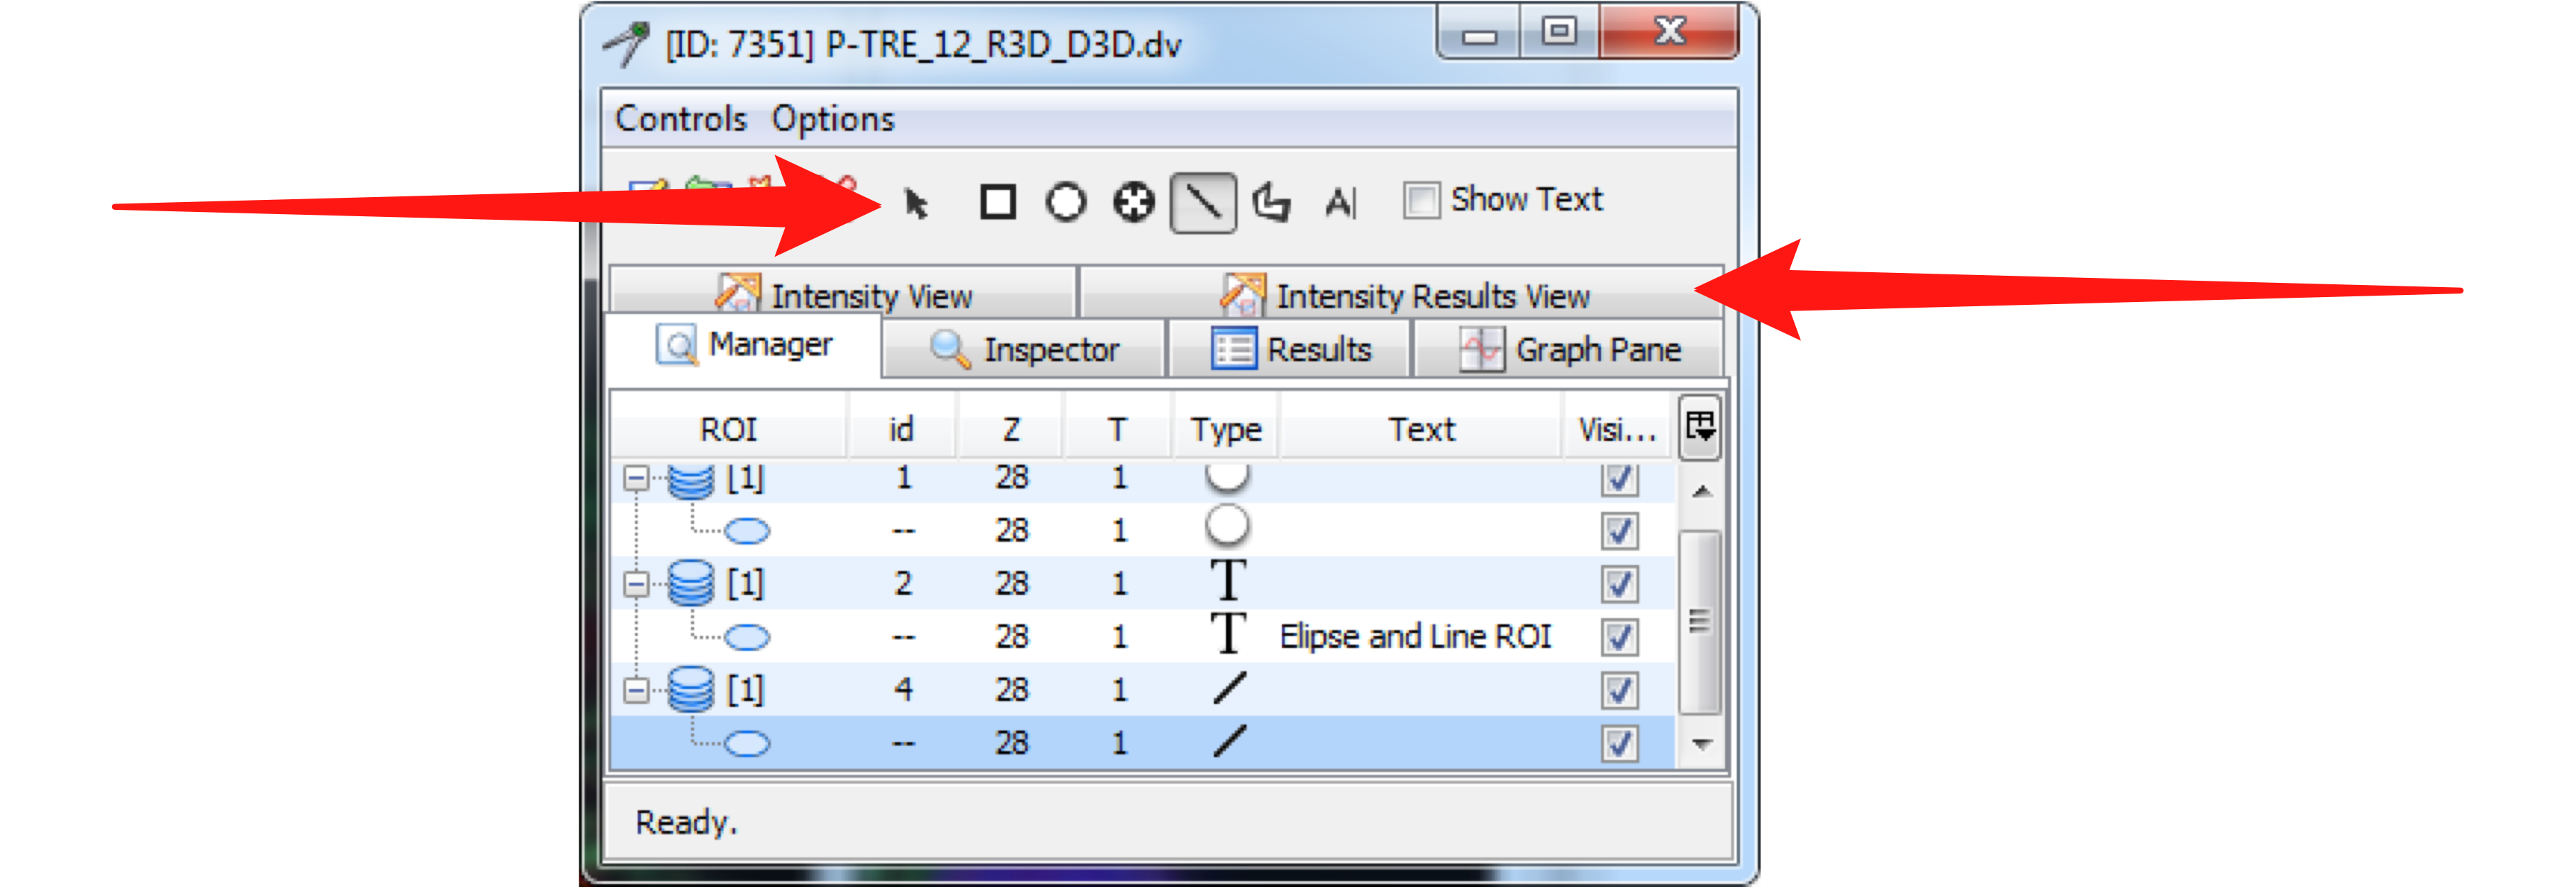 [ID: 7351] P-TRE_12_R3D_D3D.dv
Controls Options
Show Text
Intensity View Intensity Results View
Manager Inspector Results Graph Pane
ROI id Z T Type Text Visi...
[1] 1 28 1
-- 28 1
[1] 2 28 1 T
-- 28 1 T Elipse and Line ROI
[1] 4 28 1
-- 28 1
Ready.